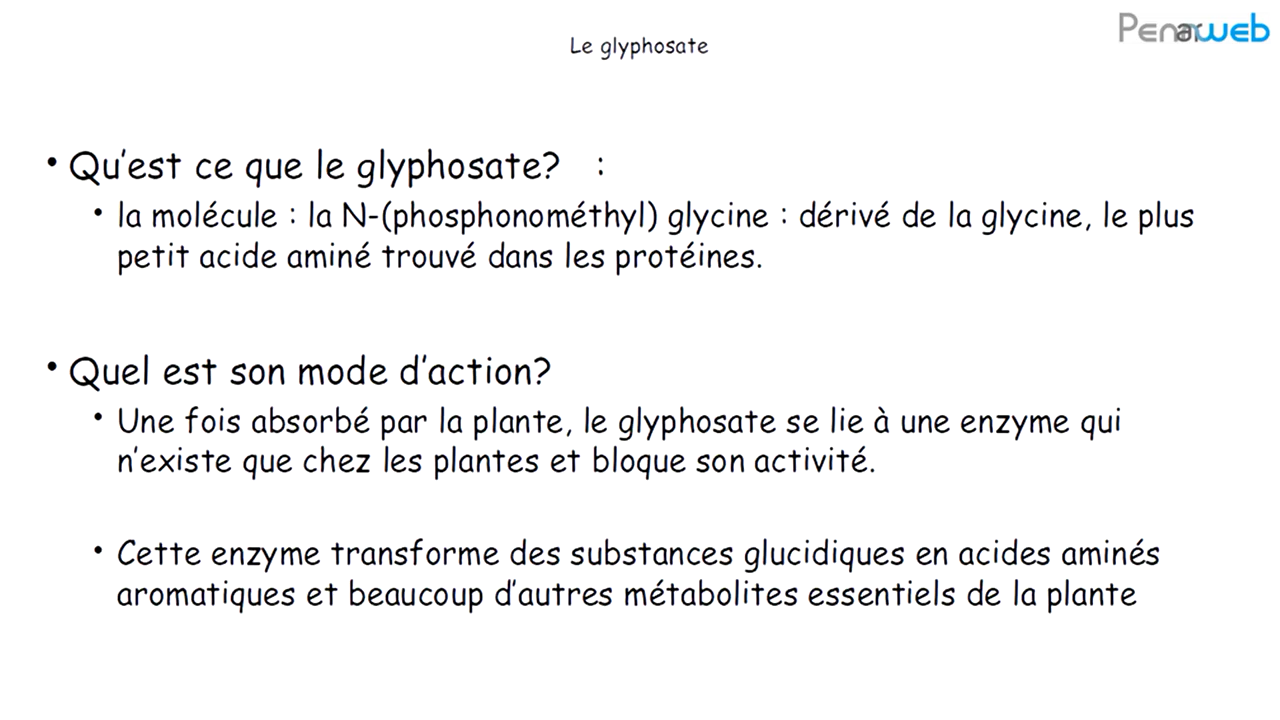 Le glyphosate
Penarweb
• Qu'est ce que le glyphosate? :
• la molécule : la N-(phosphonométhyl) glycine : dérivé de la glycine, le plus
petit acide aminé trouvé dans les protéines.
• Quel est son mode d'action?
• Une fois absorbé par la plante, le glyphosate se lie à une enzyme qui
n'existe que chez les plantes et bloque son activité.
• Cette enzyme transforme des substances glucidiques en acides aminés
aromatiques et beaucoup d'autres métabolites essentiels de la plante